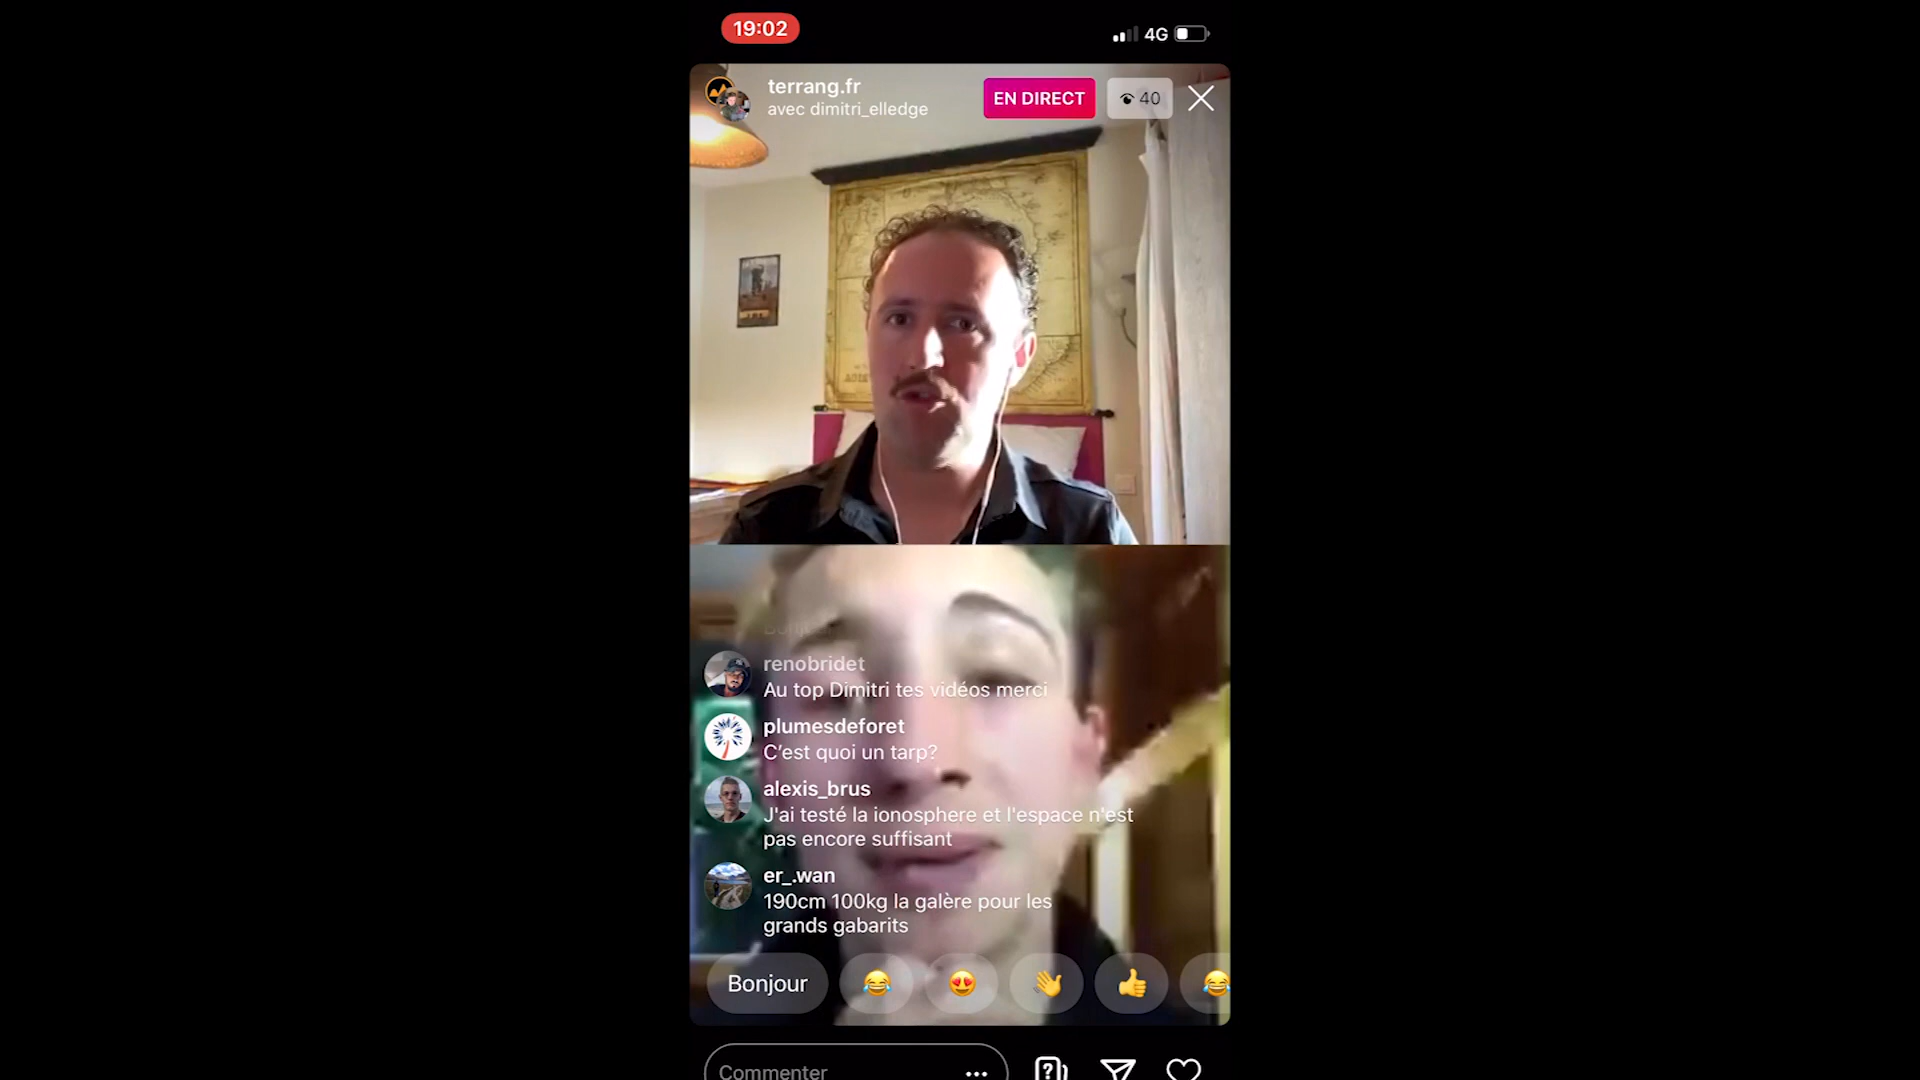 19:02
4G
terrang.fr
avec dimitri_elledge
EN DIRECT
40
renobridet
Au top Dimitri tes vidéos merci
plumesdeforet
C'est quoi un tarp?
alexis_brus
J'ai testé la ionosphere et l'espace n'est
pas encore suffisant
er_.wan
190cm 100kg la galère pour les
grands gabarits
Bonjour
Commenter